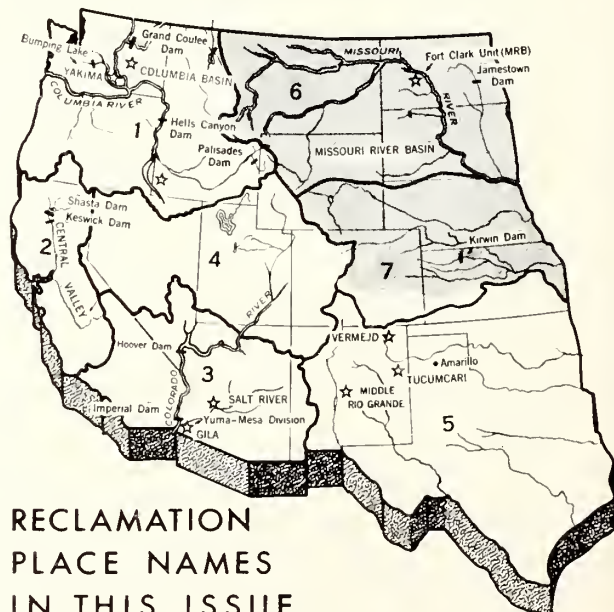 Bumping Lake
Grand Coulee
Dam
YAKIMA
COLUMBIA BASIN
COLUMBIA RIVER
1
Hells Canyon
Dam
Palisades
Dam
MISSOURI
RIVER
Fort Clark Unit (MRB)
Jamestown
Dam
6
MISSOURI RIVER BASIN
Shasta Dam
Keswick Dam
2
CENTRAL
VALLEY
4
Kirwin Dam
7
Hoover Dam
COLORADO
RIVER
3
SALT RIVER
Imperial Dam
Yuma-Mesa Division
GILA
VERMEJO
Amarillo
TUCUMCARI
MIDDLE
RIO GRANDE
5
RECLAMATION
PLACE NAMES
IN THIS ISSUE